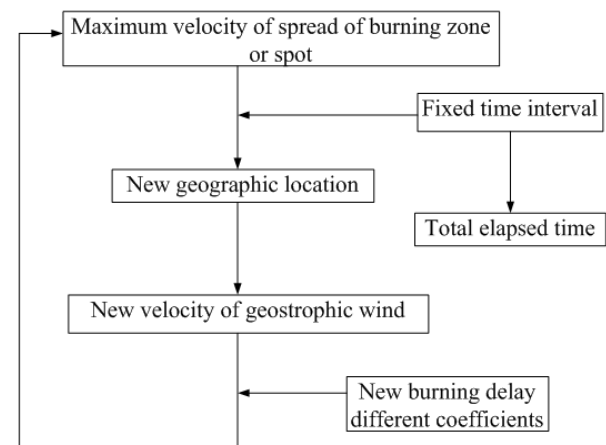 Maximum velocity of spread of burning zone
or spot
Fixed time interval
New geographic location
Total elapsed time
New velocity of geostrophic wind
New burning delay
different coefficients